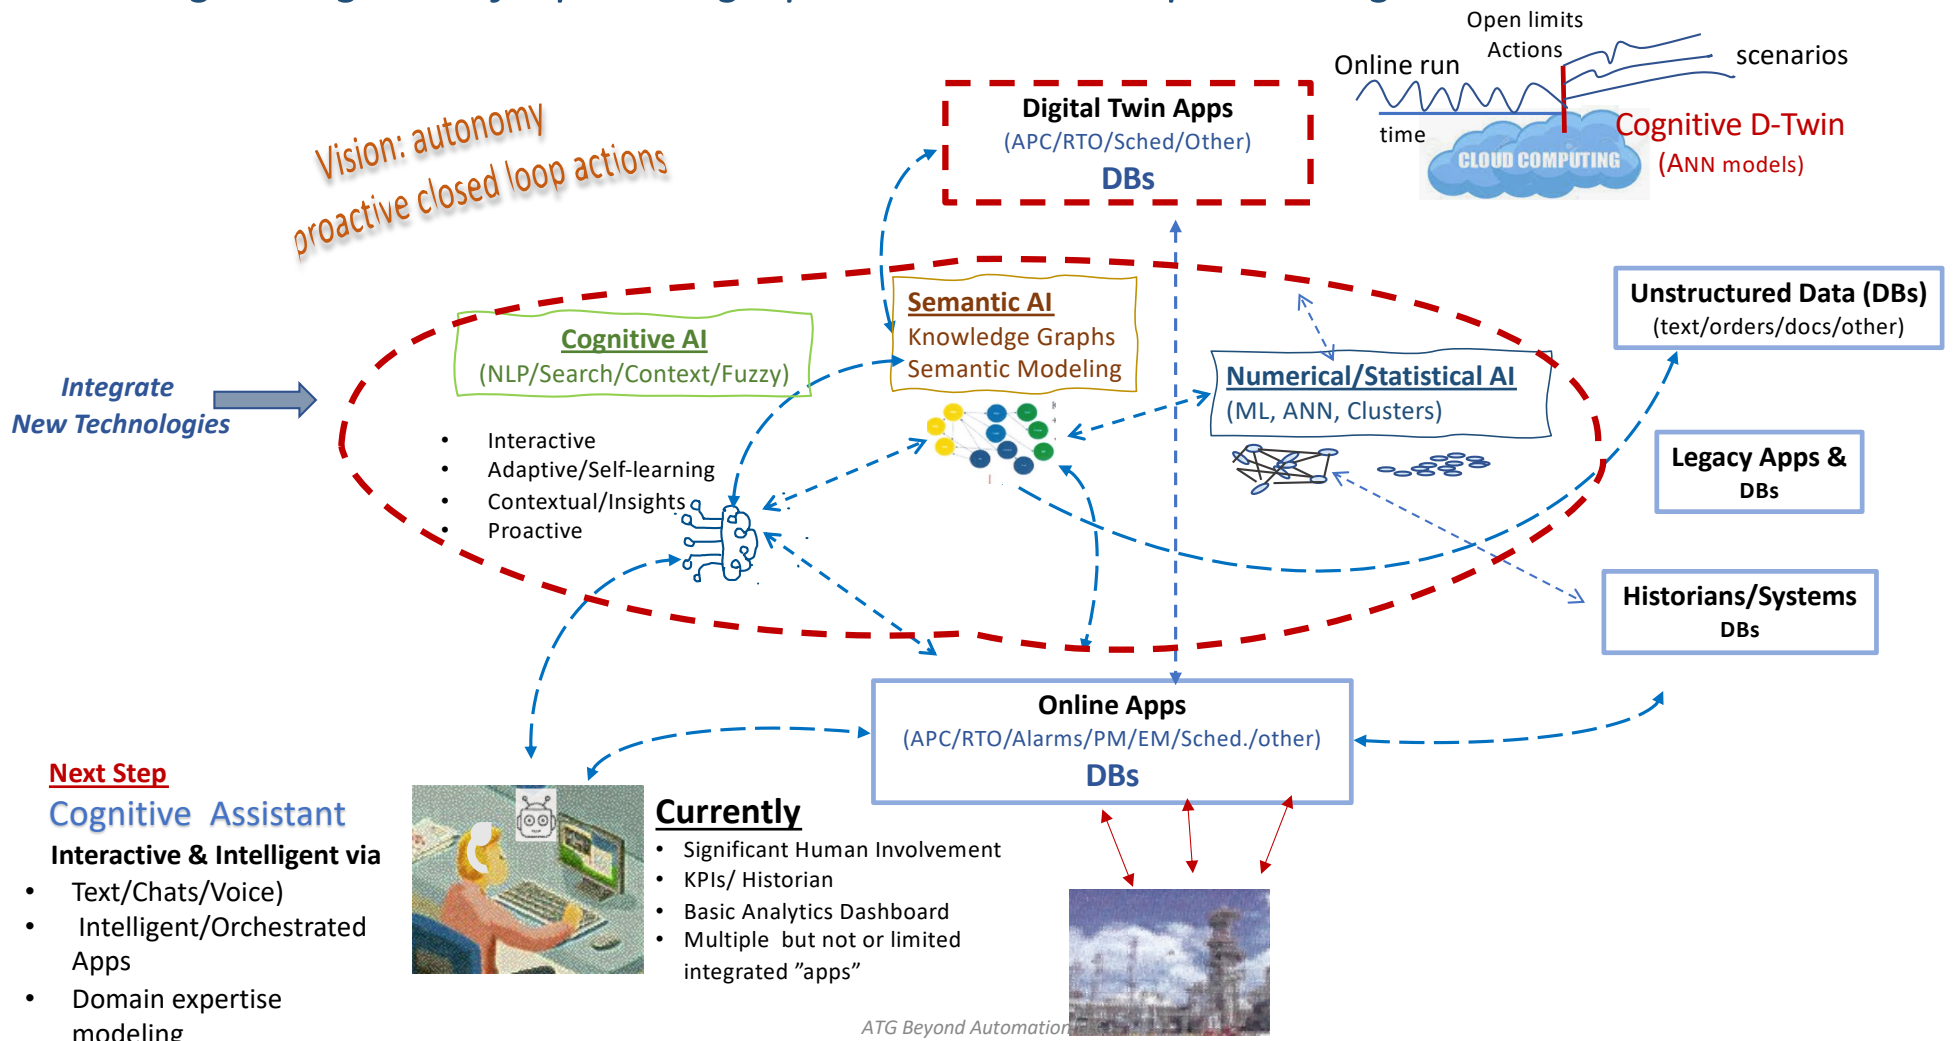 Open limits
Actions
scenarios
Online run
time
Cognitive D-Twin
(ANN models)
CLOUD COMPUTING
Digital Twin Apps
(APC/RTO/Sched/Other)
DBs
Vision: autonomy
proactive closed loop actions
Semantic AI
Knowledge Graphs
Semantic Modeling
Cognitive AI
(NLP/Search/Context/Fuzzy)
Unstructured Data (DBs)
(text/orders/docs/other)
Numerical/Statistical AI
(ML, ANN, Clusters)
Integrate
New Technologies
• Interactive
• Adaptive/Self-learning
• Contextual/Insights
• Proactive
Legacy Apps &
DBs
Historians/Systems
DBs
Online Apps
(APC/RTO/Alarms/PM/EM/Sched./other)
DBs
Next Step
Cognitive Assistant
Interactive & Intelligent via
• Text/Chats/Voice)
• Intelligent/Orchestrated
Apps
• Domain expertise
modeling
Currently
• Significant Human Involvement
• KPIs/ Historian
• Basic Analytics Dashboard
• Multiple but not or limited
integrated ”apps”
ATG Beyond Automation